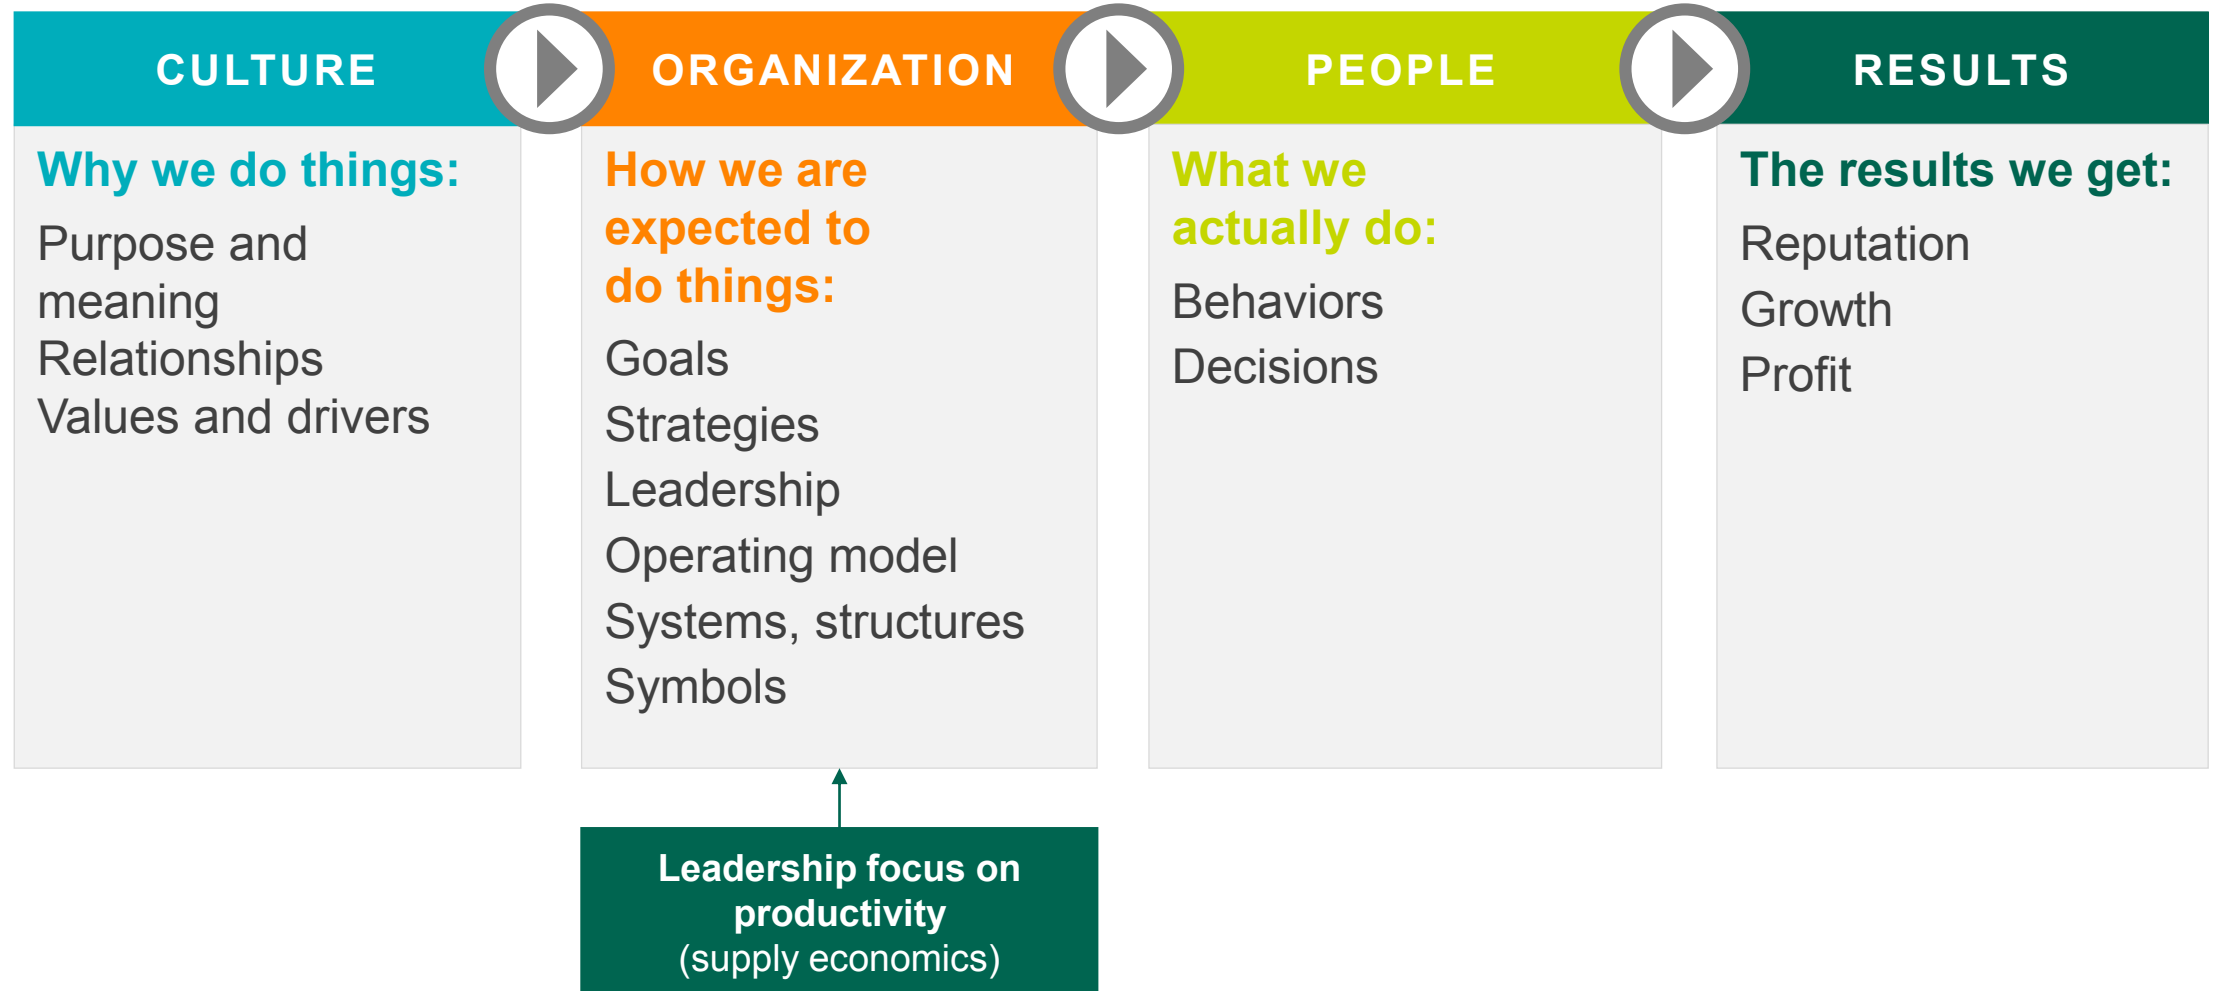 CULTURE
Why we do things:
Purpose and
meaning
Relationships
Values and drivers
ORGANIZATION
How we are
expected to
do things:
Goals
Strategies
Leadership
Operating model
Systems, structures
Symbols
Leadership focus on
productivity
(supply economics)
PEOPLE
What we
actually do:
Behaviors
Decisions
RESULTS
The results we get:
Reputation
Growth
Profit